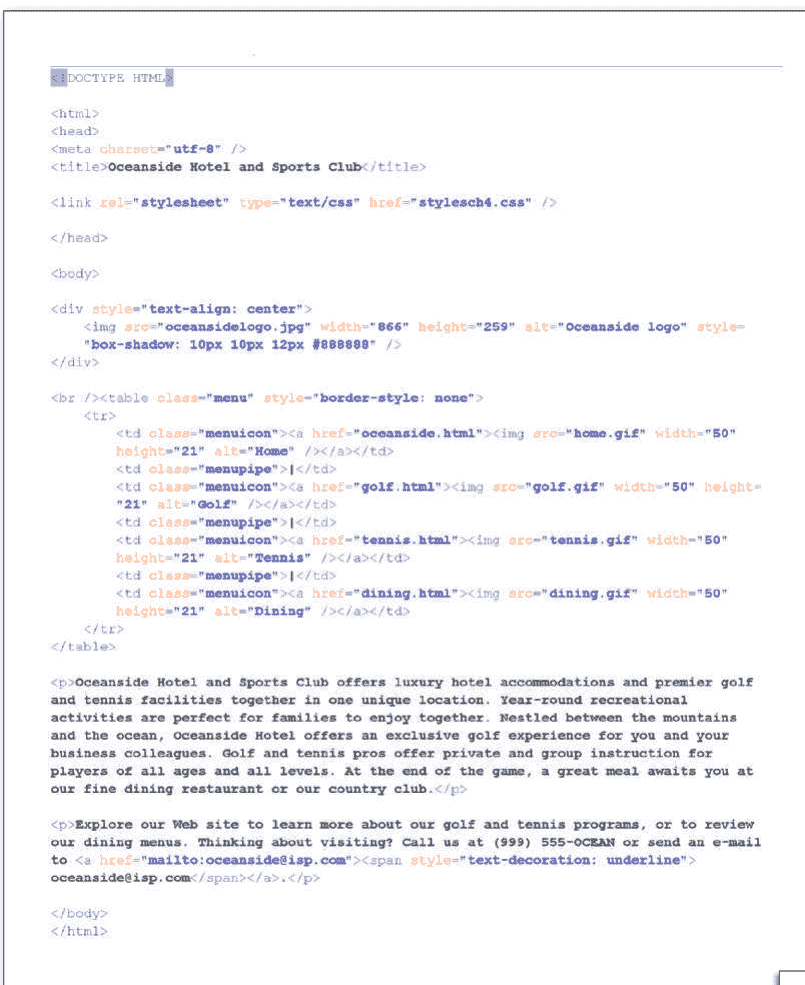 <!DOCTYPE HTML>
<html>
<head>
<meta charset="utf-8" />
<title>Oceanside Hotel and Sports Club</title>
<link rel="stylesheet" type="text/css" href="stylesch4.css" />
</head>
<body>
<div style="text-align: center">
<img src="oceansidelogo.jpg" width="866" height="259" alt="Oceanside logo" style=
"box-shadow: 10px 10px 12px #888888" />
</div>
<br /><table class="menu" style="border-style: none">
<tr>
<td class="menuicon"><a href="oceanside.html"><img src="home.gif" width="50"
height="21" alt="Home" /></a></td>
<td class="menupipe">|</td>
<td class="menuicon"><a href="golf.html"><img src="golf.gif" width="50" height=
"21" alt="Golf" /></a></td>
<td class="menupipe">|</td>
<td class="menuicon"><a href="tennis.html"><img src="tennis.gif" width="50"
height="21" alt="Tennis" /></a></td>
<td class="menupipe">|</td>
<td class="menuicon"><a href="dining.html"><img src="dining.gif" width="50"
height="21" alt="Dining" /></a></td>
</tr>
</table>
<p>Oceanside Hotel and Sports Club offers luxury hotel accommodations and premier golf
and tennis facilities together in one unique location. Year-round recreational
activities are perfect for families to enjoy together. Nestled between the mountains
and the ocean, Oceanside Hotel offers an exclusive golf experience for you and your
business colleagues. Golf and tennis pros offer private and group instruction for
players of all ages and all levels. At the end of the game, a great meal awaits you at
our fine dining restaurant or our country club.</p>
<p>Explore our Web site to learn more about our golf and tennis programs, or to review
our dining menus. Thinking about visiting? Call us at (999) 555-OCEAN or send an e-mail
to <a href="mailto:oceanside@isp.com"><span style="text-decoration: underline">
oceanside@isp.com</span></a>.</p>
</body>
</html>